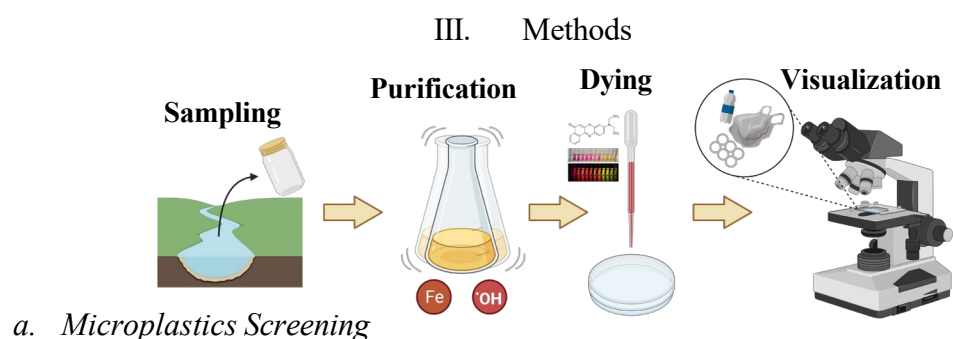 III. Methods
Sampling
Purification
Dying
Visualization
Fe
•OH
a. Microplastics Screening